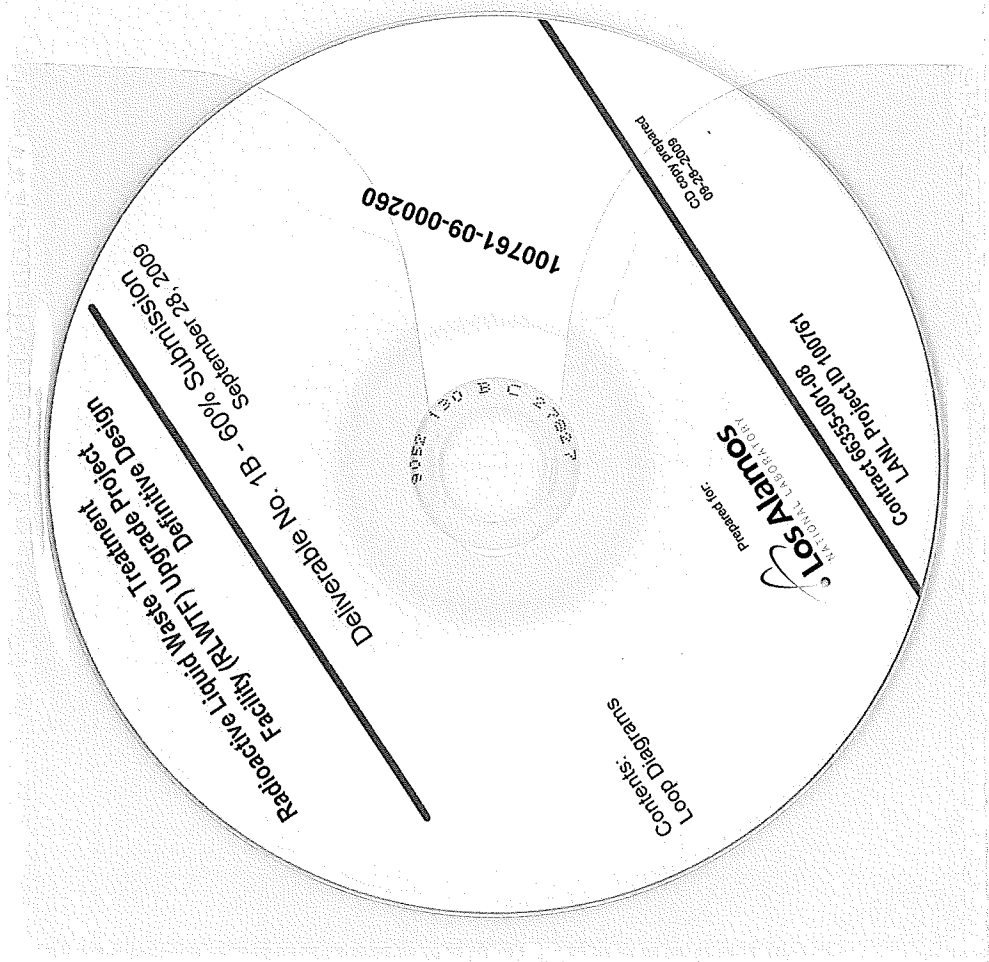 Radioactive Liquid Waste Treatment
Facility (RLWTF) Upgrade Project
Definitive Design
Deliverable No. 1B - 60% Submission
September 28, 2009
100761-09-000260
Contents:
Loop Diagrams
Prepared for:
Los Alamos
NATIONAL LABORATORY
Contract 66355-001-08
LANL Project ID 100761
CD copy prepared
09-28-2009